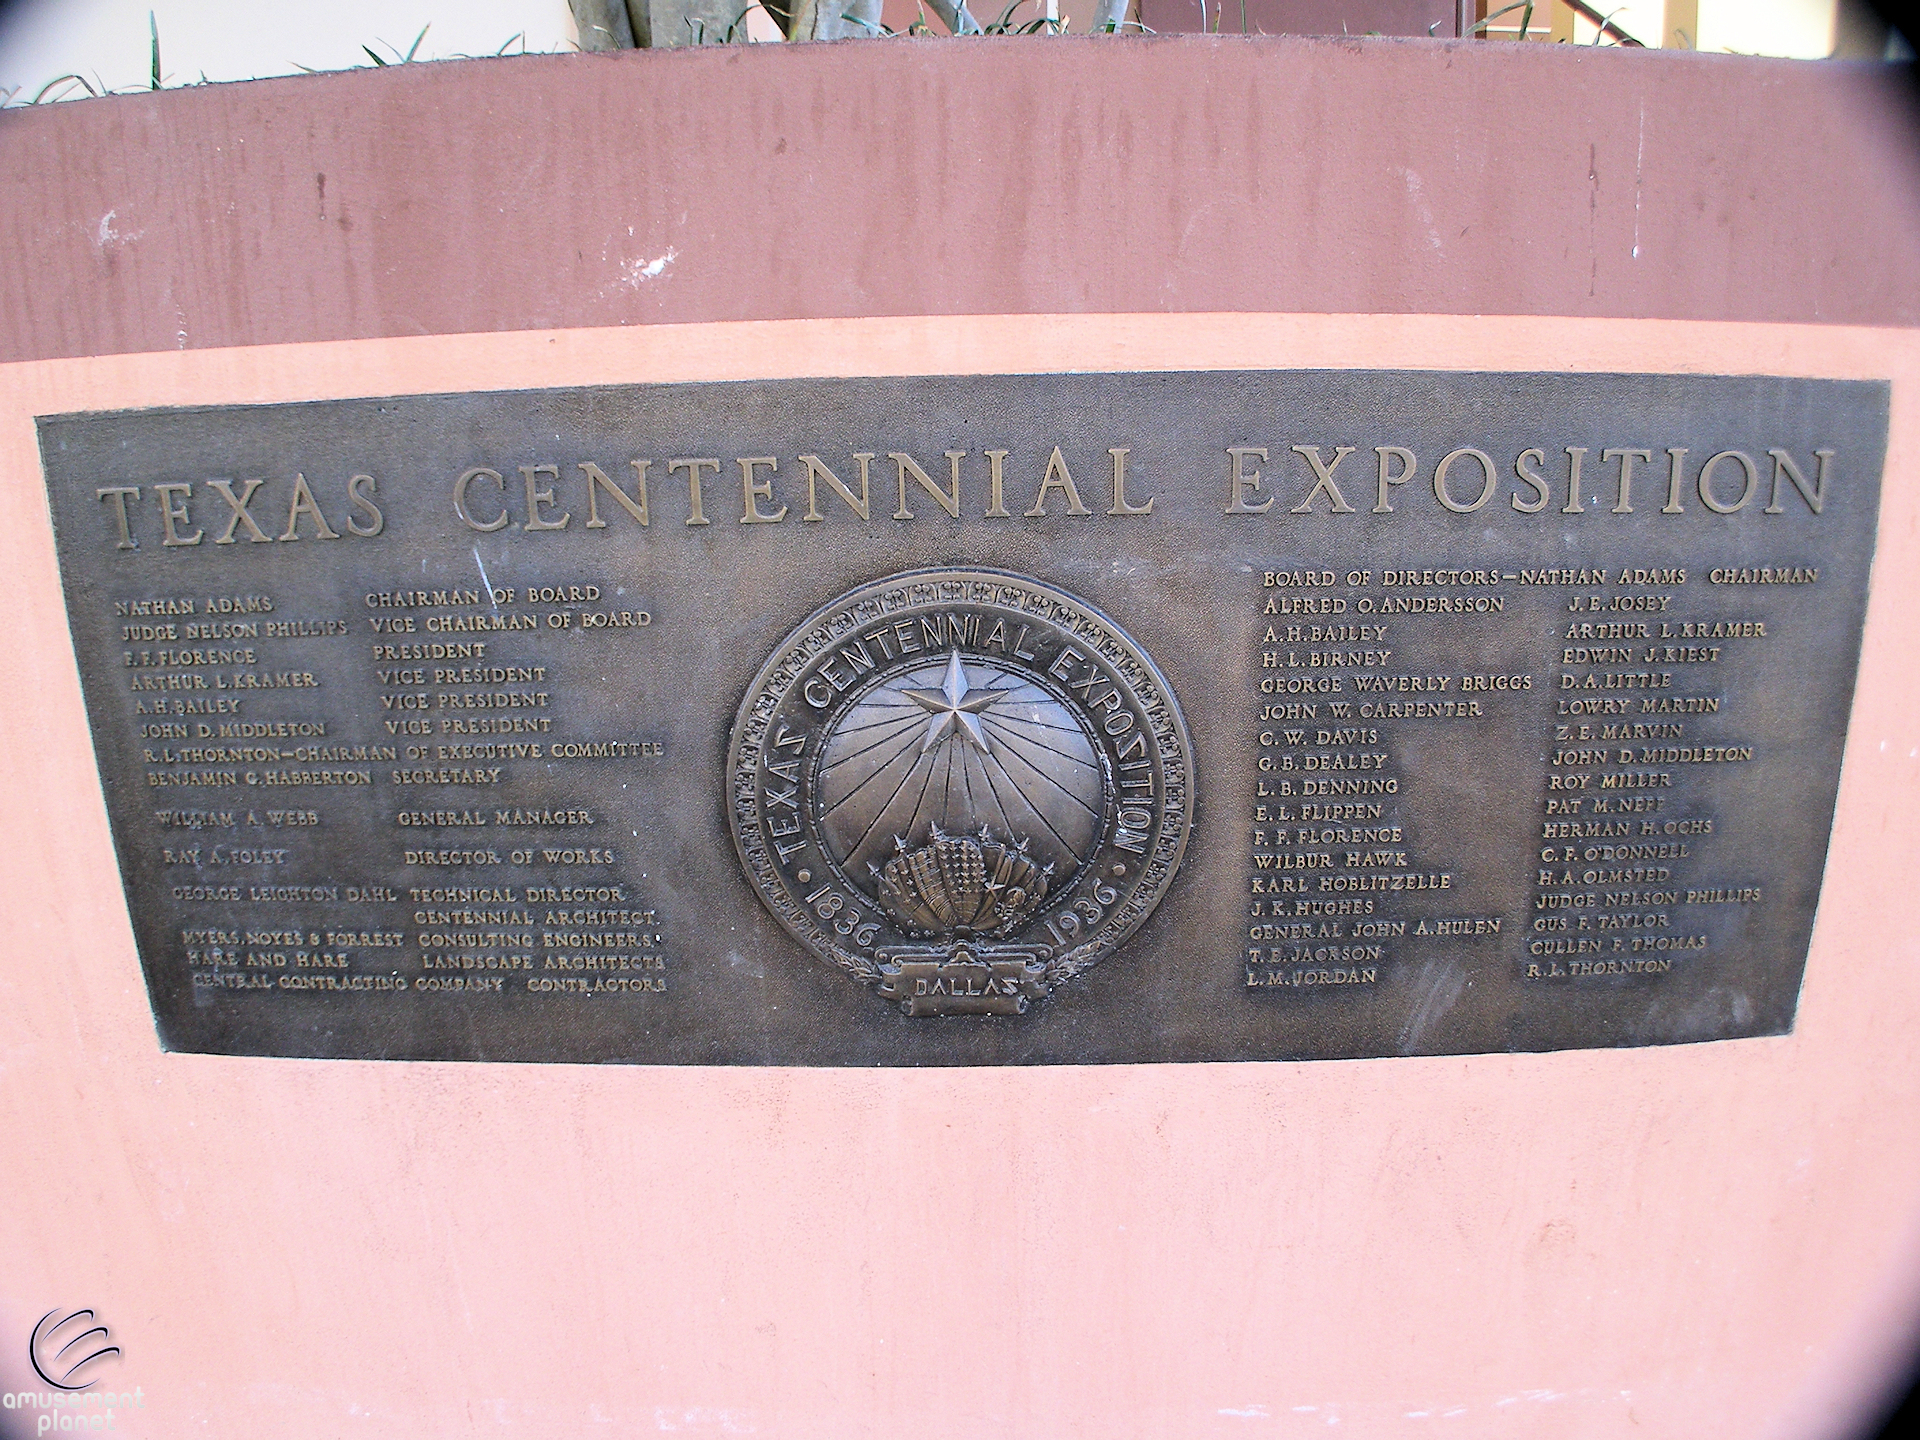 TEXAS CENTENNIAL EXPOSITION
NATHAN ADAMS CHAIRMAN OF BOARD
JUDGE NELSON PHILLIPS VICE CHAIRMAN OF BOARD
F. F. FLORENCE PRESIDENT
ARTHUR L. KRAMER VICE PRESIDENT
A. H. BAILEY VICE PRESIDENT
JOHN D. MIDDLETON VICE PRESIDENT
R. L. THORNTON-CHAIRMAN OF EXECUTIVE COMMITTEE
BENJAMIN G. HABBERTON SECRETARY
WILLIAM A. WEBB GENERAL MANAGER
RAY A. FOLEY DIRECTOR OF WORKS
GEORGE LEIGHTON DAHL TECHNICAL DIRECTOR
CENTENNIAL ARCHITECT
MYERS, NOYES & FORREST CONSULTING ENGINEERS
HARE AND HARE LANDSCAPE ARCHITECTS
CENTRAL CONTRACTING COMPANY CONTRACTORS
TEXAS CENTENNIAL EXPOSITION
1836 1936
DALLAS
BOARD OF DIRECTORS-NATHAN ADAMS CHAIRMAN
ALFRED O. ANDERSSON J. E. JOSEY
A. H. BAILEY ARTHUR L. KRAMER
H. L. BIRNEY EDWIN J. KIEST
GEORGE WAVERLY BRIGGS D. A. LITTLE
JOHN W. CARPENTER LOWRY MARTIN
C. W. DAVIS Z. E. MARVIN
G. B. DEALEY JOHN D. MIDDLETON
L. B. DENNING ROY MILLER
E. L. FLIPPEN PAT M. NEFF
F. F. FLORENCE HERMAN H. OCHS
WILBUR HAWK C. F. O'DONNELL
KARL HOBLITZELLE H. A. OLMSTED
J. K. HUGHES JUDGE NELSON PHILLIPS
GENERAL JOHN A. HULEN GUS F. TAYLOR
T. E. JACKSON CULLEN F. THOMAS
L. M. JORDAN R. L. THORNTON
amusement
planet